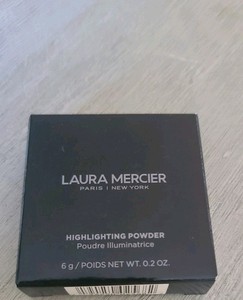 LAURA MERCIER
PARIS | NEW YORK
HIGHLIGHTING POWDER
Poudre Illuminatrice
6 g / POIDS NET WT. 0.2 OZ.